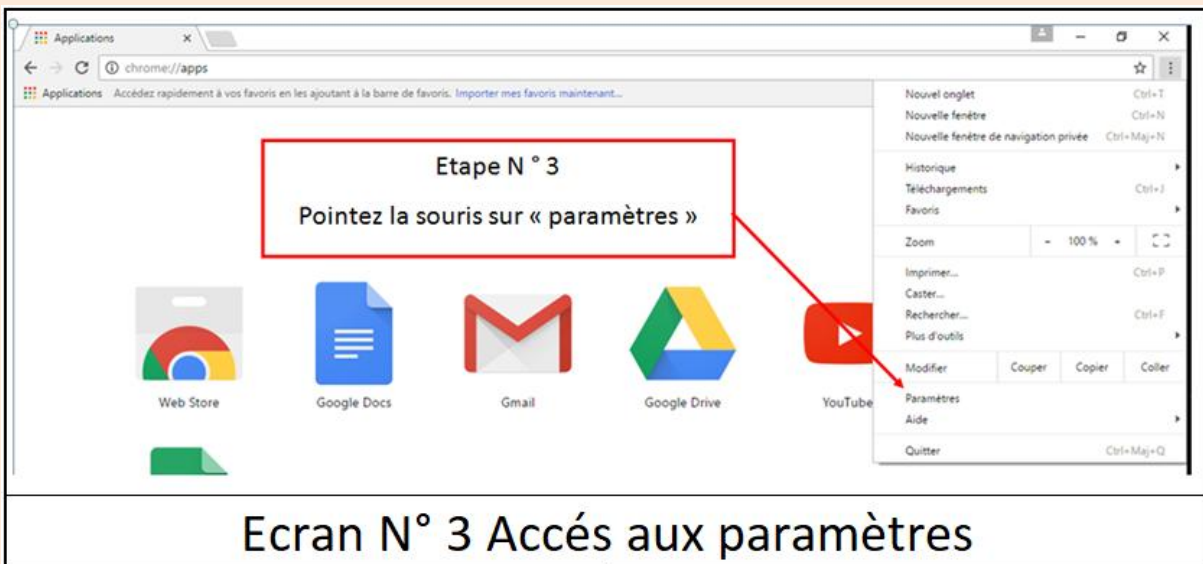 Applications
chrome://apps
Applications Accédez rapidement à vos favoris en les ajoutant à la barre de favoris. Importer mes favoris maintenant...
Nouvel onglet Ctrl+T
Nouvelle fenêtre Ctrl+N
Nouvelle fenêtre de navigation privée Ctrl+Maj+N
Historique
Téléchargements Ctrl+J
Favoris
Zoom - 100 % +
Imprimer... Ctrl+P
Caster...
Rechercher... Ctrl+F
Plus d'outils
Modifier Couper Copier Coller
Paramètres
Aide
Quitter Ctrl+Maj+Q
Etape N ° 3
Pointez la souris sur « paramètres »
Web Store Google Docs Gmail Google Drive YouTube
Ecran N° 3 Accés aux paramètres